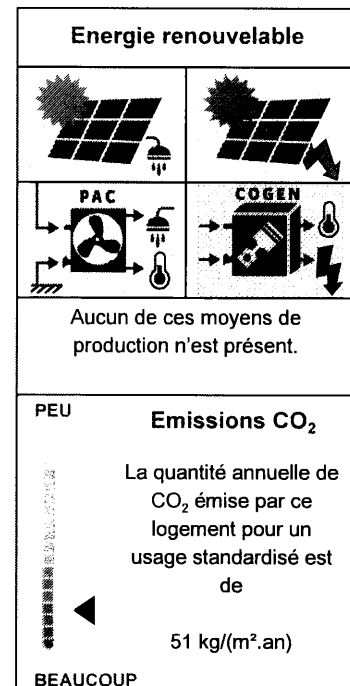 Energie renouvelable
PAC
COGEN
Aucun de ces moyens de
production n'est présent.
PEU
Emissions CO₂
La quantité annuelle de
CO₂ émise par ce
logement pour un
usage standardisé est
de
51 kg/(m².an)
BEAUCOUP